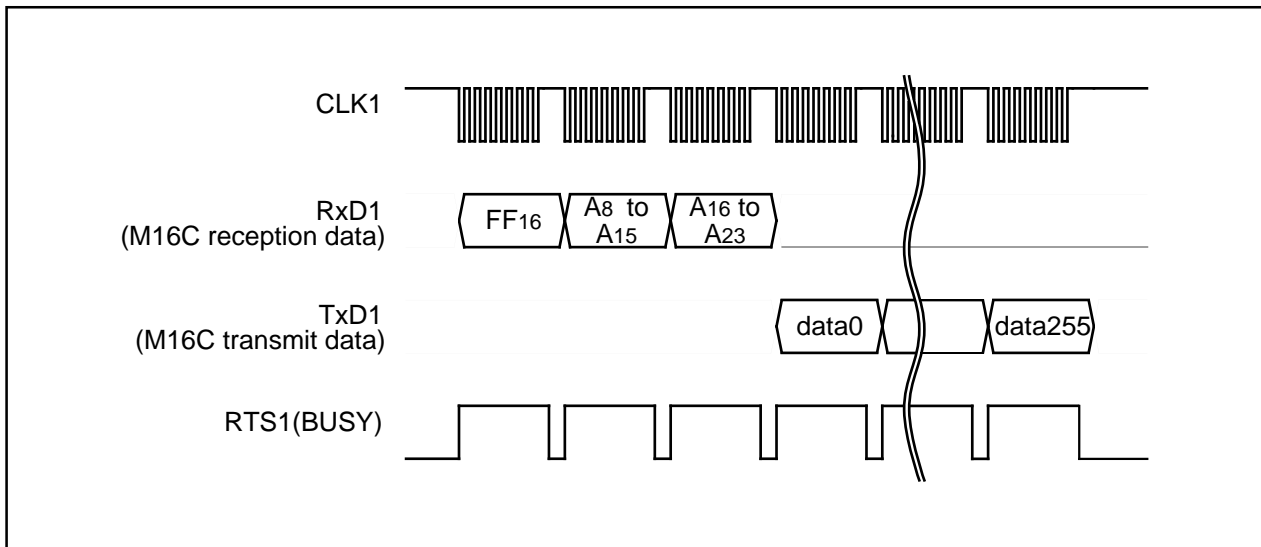 CLK1
RxD1
(M16C reception data)
FF16
A8 to
A15
A16 to
A23
TxD1
(M16C transmit data)
data0
data255
RTS1(BUSY)